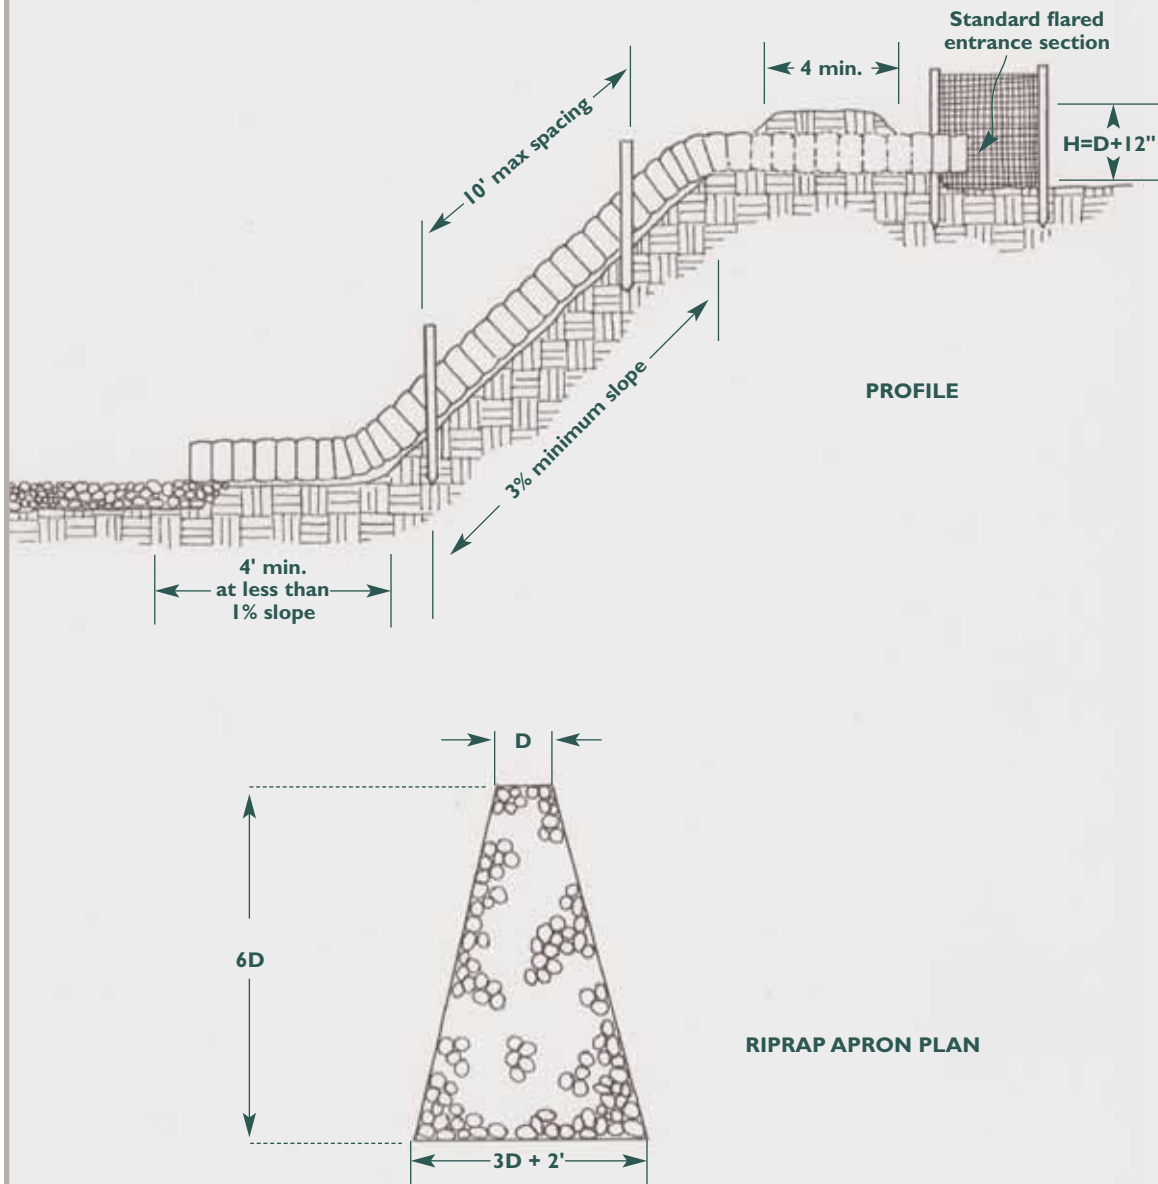 Standard flared
entrance section
4 min.
10' max spacing
H=D+12"
PROFILE
3% minimum slope
4' min.
at less than
1% slope
D
6D
RIPRAP APRON PLAN
3D + 2'